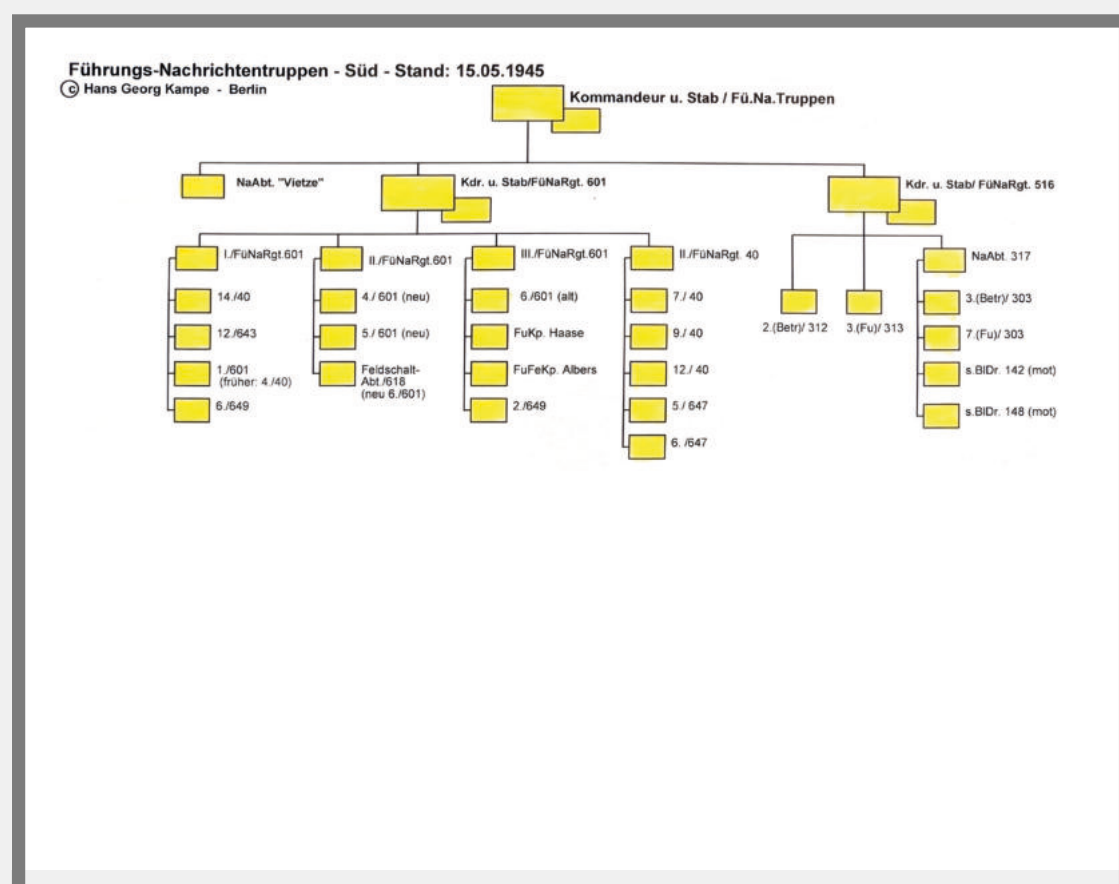 Führungs-Nachrichtentruppen - Süd - Stand: 15.05.1945
© Hans Georg Kampe - Berlin
Kommandeur u. Stab / Fü.Na.Truppen
NaAbt. "Vietze"
Kdr. u. Stab/FüNaRgt. 601
Kdr. u. Stab/ FüNaRgt. 516
I./FüNaRgt.601
14./40
12./643
1./601
(früher: 4./40)
6./649
II./FüNaRgt.601
4./ 601 (neu)
5./ 601 (neu)
Feldschalt-
Abt./618
(neu 6./601)
III./FüNaRgt.601
6./601 (alt)
FuKp. Haase
FuFeKp. Albers
2./649
II./FüNaRgt. 40
7./ 40
9./ 40
12./ 40
5./ 647
6. /647
2.(Betr)/ 312
3.(Fu)/ 313
NaAbt. 317
3.(Betr)/ 303
7.(Fu)/ 303
s.BlDr. 142 (mot)
s.BlDr. 148 (mot)